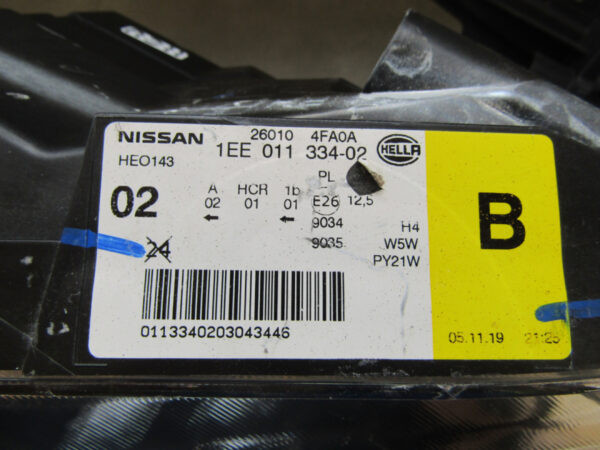 NISSAN 26010 4FA0A
HEO143 1EE 011 334-02 HELLA
PL
02 A HCR 1b E26 12,5
02 01 01
9034 H4
24 9035 W5W
PY21W
B
0113340203043446
05.11.19 21:25